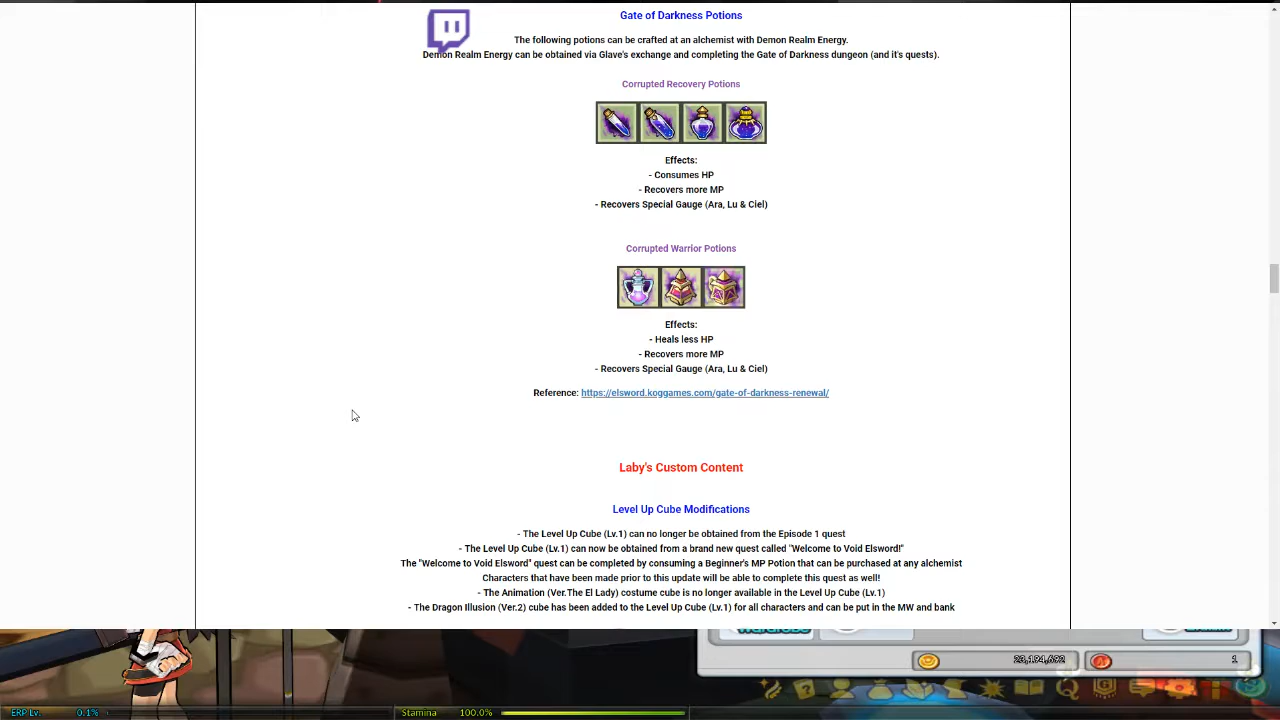 Gate of Darkness Potions
The following potions can be crafted at an alchemist with Demon Realm Energy.
Demon Realm Energy can be obtained via Glave's exchange and completing the Gate of Darkness dungeon (and it's quests).
Corrupted Recovery Potions
Effects:
- Consumes HP
- Recovers more MP
- Recovers Special Gauge (Ara, Lu & Ciel)
Corrupted Warrior Potions
Effects:
- Heals less HP
- Recovers more MP
- Recovers Special Gauge (Ara, Lu & Ciel)
Reference: https://elsword.koggames.com/gate-of-darkness-renewal/
Laby's Custom Content
Level Up Cube Modifications
- The Level Up Cube (Lv.1) can no longer be obtained from the Episode 1 quest
- The Level Up Cube (Lv.1) can now be obtained from a brand new quest called "Welcome to Void Elsword!"
The "Welcome to Void Elsword" quest can be completed by consuming a Beginner's MP Potion that can be purchased at any alchemist
Characters that have been made prior to this update will be able to complete this quest as well!
- The Animation (Ver.The El Lady) costume cube is no longer available in the Level Up Cube (Lv.1)
- The Dragon Illusion (Ver.2) cube has been added to the Level Up Cube (Lv.1) for all characters and can be put in the MW and bank
23,194,692
1
ERP Lv. 0.1%
Stamina 100.0%